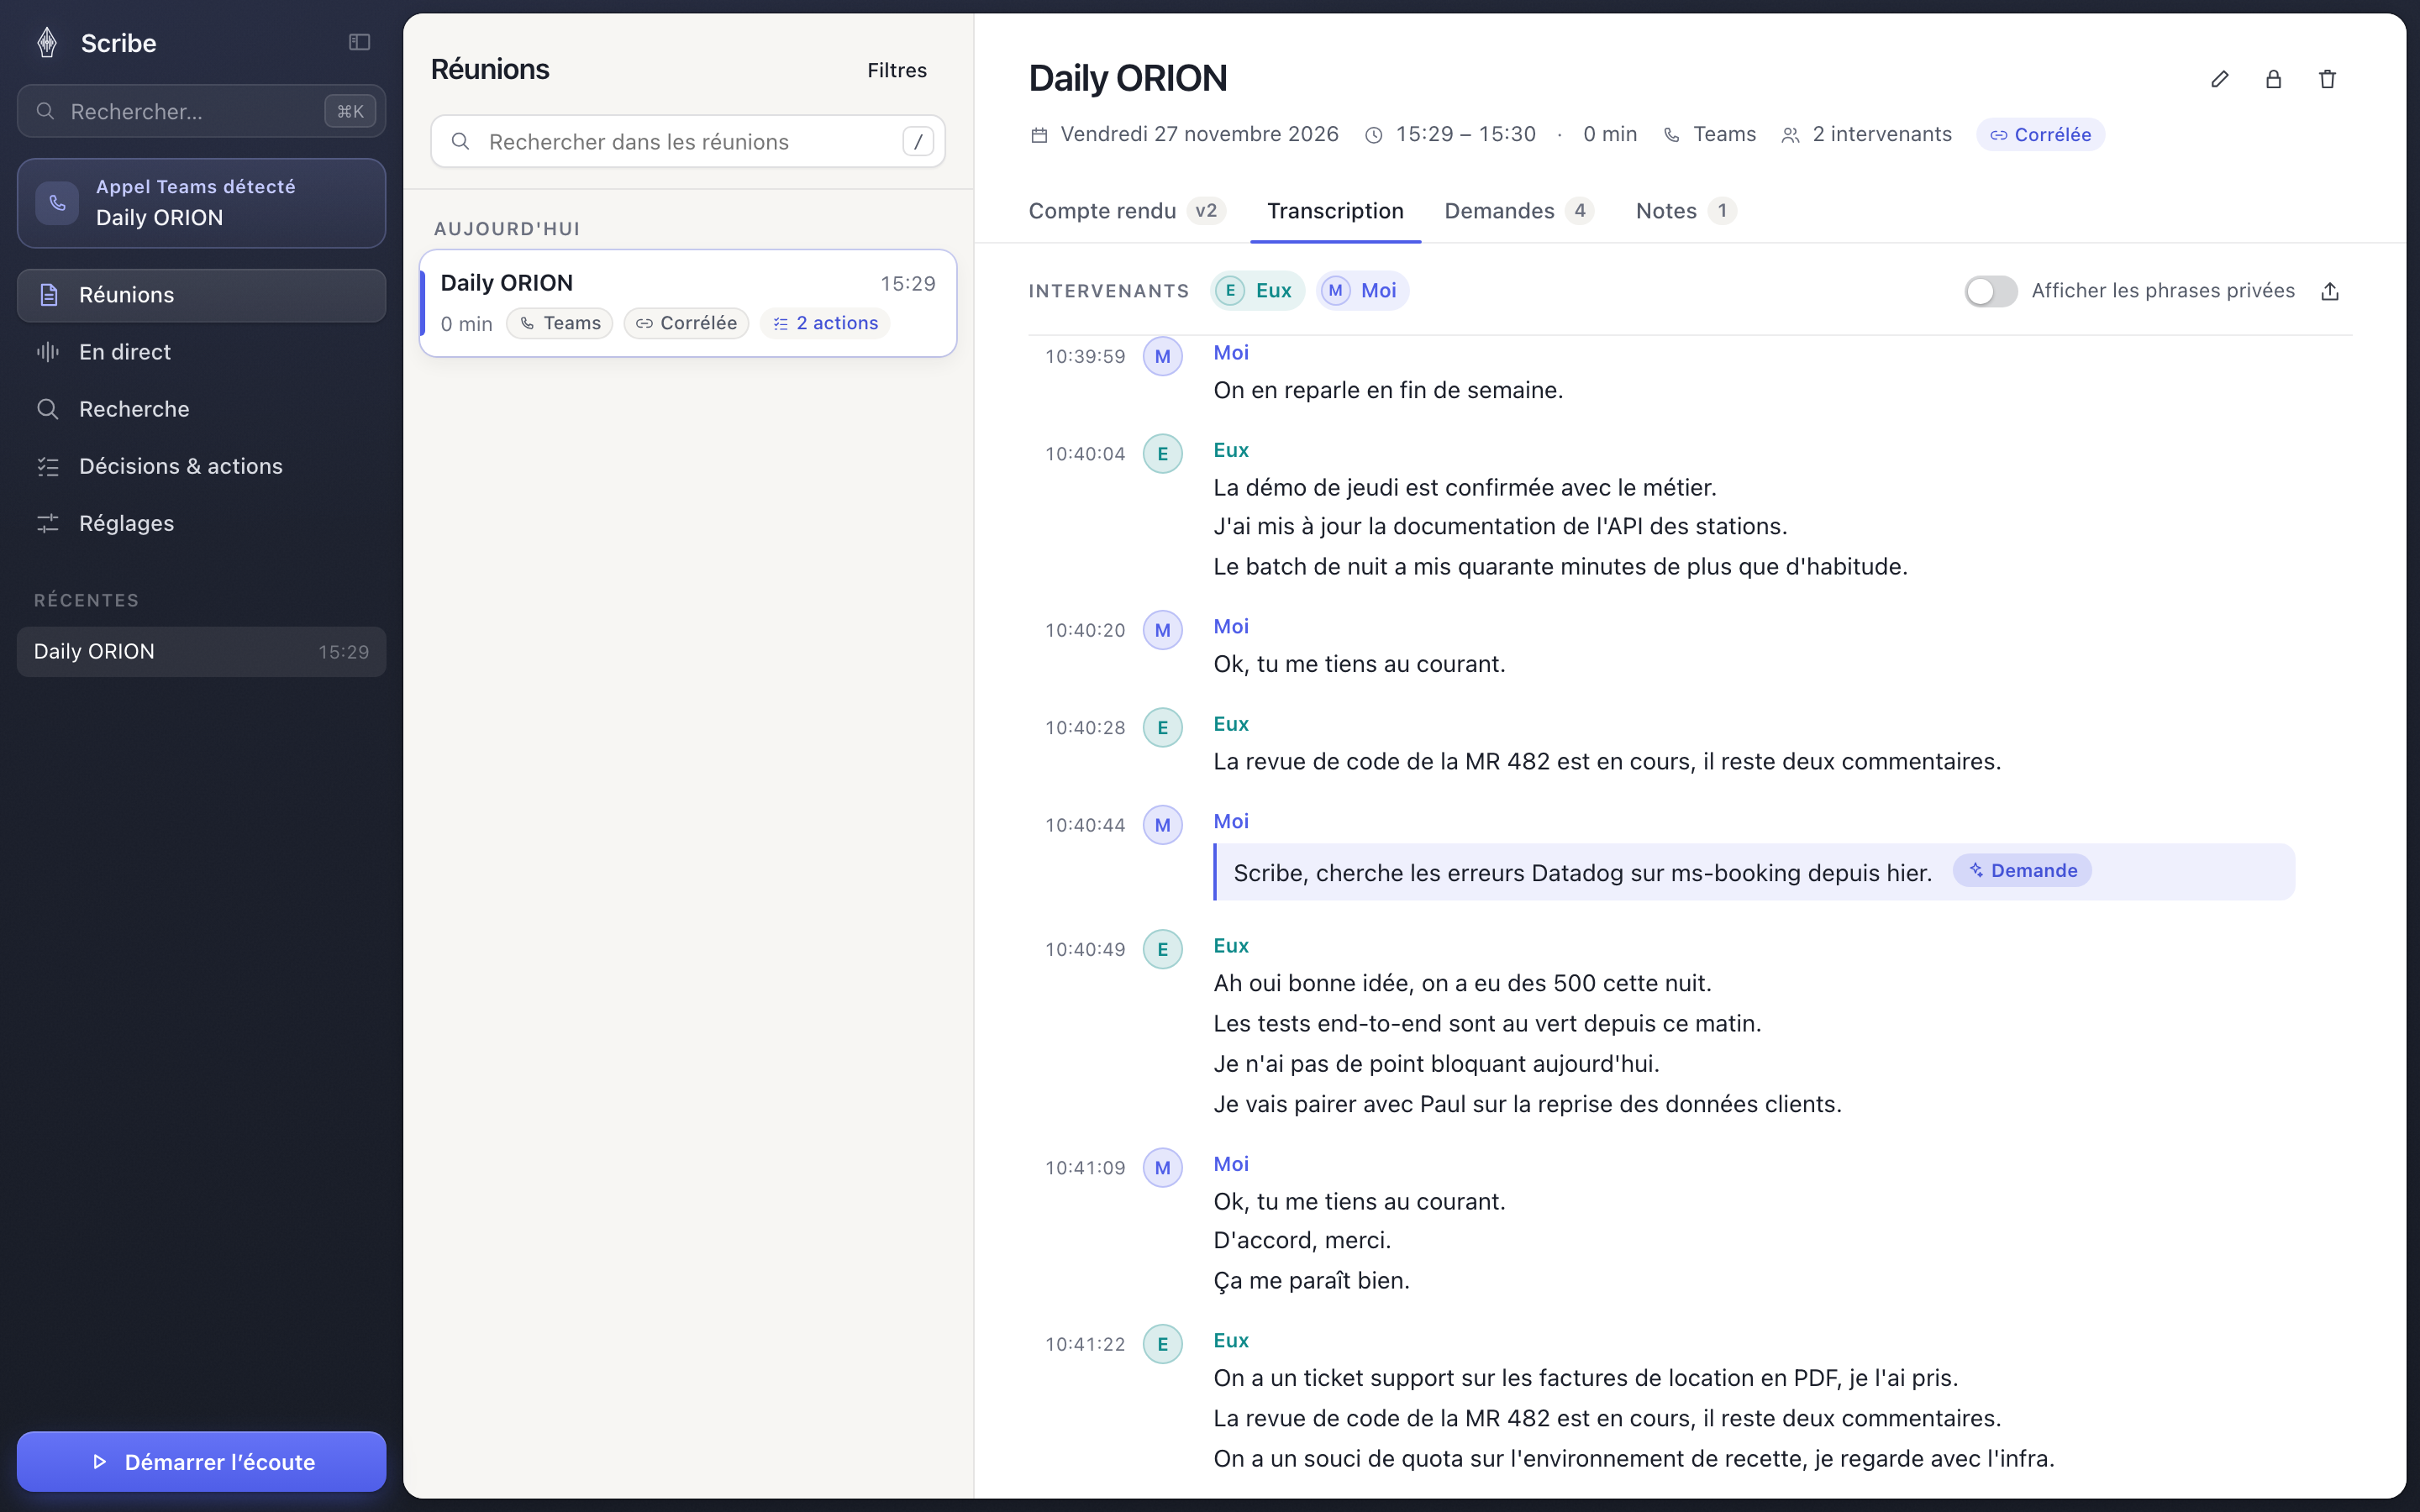 Scribe
Rechercher...
⌘K
Appel Teams détecté
Daily ORION
Réunions
En direct
Recherche
Décisions & actions
Réglages
RÉCENTES
Daily ORION 15:29
Démarrer l’écoute
Réunions
Filtres
Rechercher dans les réunions /
AUJOURD'HUI
Daily ORION 15:29
0 min Teams Corrélée 2 actions
Daily ORION
Vendredi 27 novembre 2026 15:29 – 15:30 · 0 min Teams 2 intervenants Corrélée
Compte rendu v2 Transcription Demandes 4 Notes 1
INTERVENANTS E Eux M Moi Afficher les phrases privées
10:39:59 M Moi
On en reparle en fin de semaine.
10:40:04 E Eux
La démo de jeudi est confirmée avec le métier.
J'ai mis à jour la documentation de l'API des stations.
Le batch de nuit a mis quarante minutes de plus que d'habitude.
10:40:20 M Moi
Ok, tu me tiens au courant.
10:40:28 E Eux
La revue de code de la MR 482 est en cours, il reste deux commentaires.
10:40:44 M Moi
Scribe, cherche les erreurs Datadog sur ms-booking depuis hier. Demande
10:40:49 E Eux
Ah oui bonne idée, on a eu des 500 cette nuit.
Les tests end-to-end sont au vert depuis ce matin.
Je n'ai pas de point bloquant aujourd'hui.
Je vais pairer avec Paul sur la reprise des données clients.
10:41:09 M Moi
Ok, tu me tiens au courant.
D'accord, merci.
Ça me paraît bien.
10:41:22 E Eux
On a un ticket support sur les factures de location en PDF, je l'ai pris.
La revue de code de la MR 482 est en cours, il reste deux commentaires.
On a un souci de quota sur l'environnement de recette, je regarde avec l'infra.